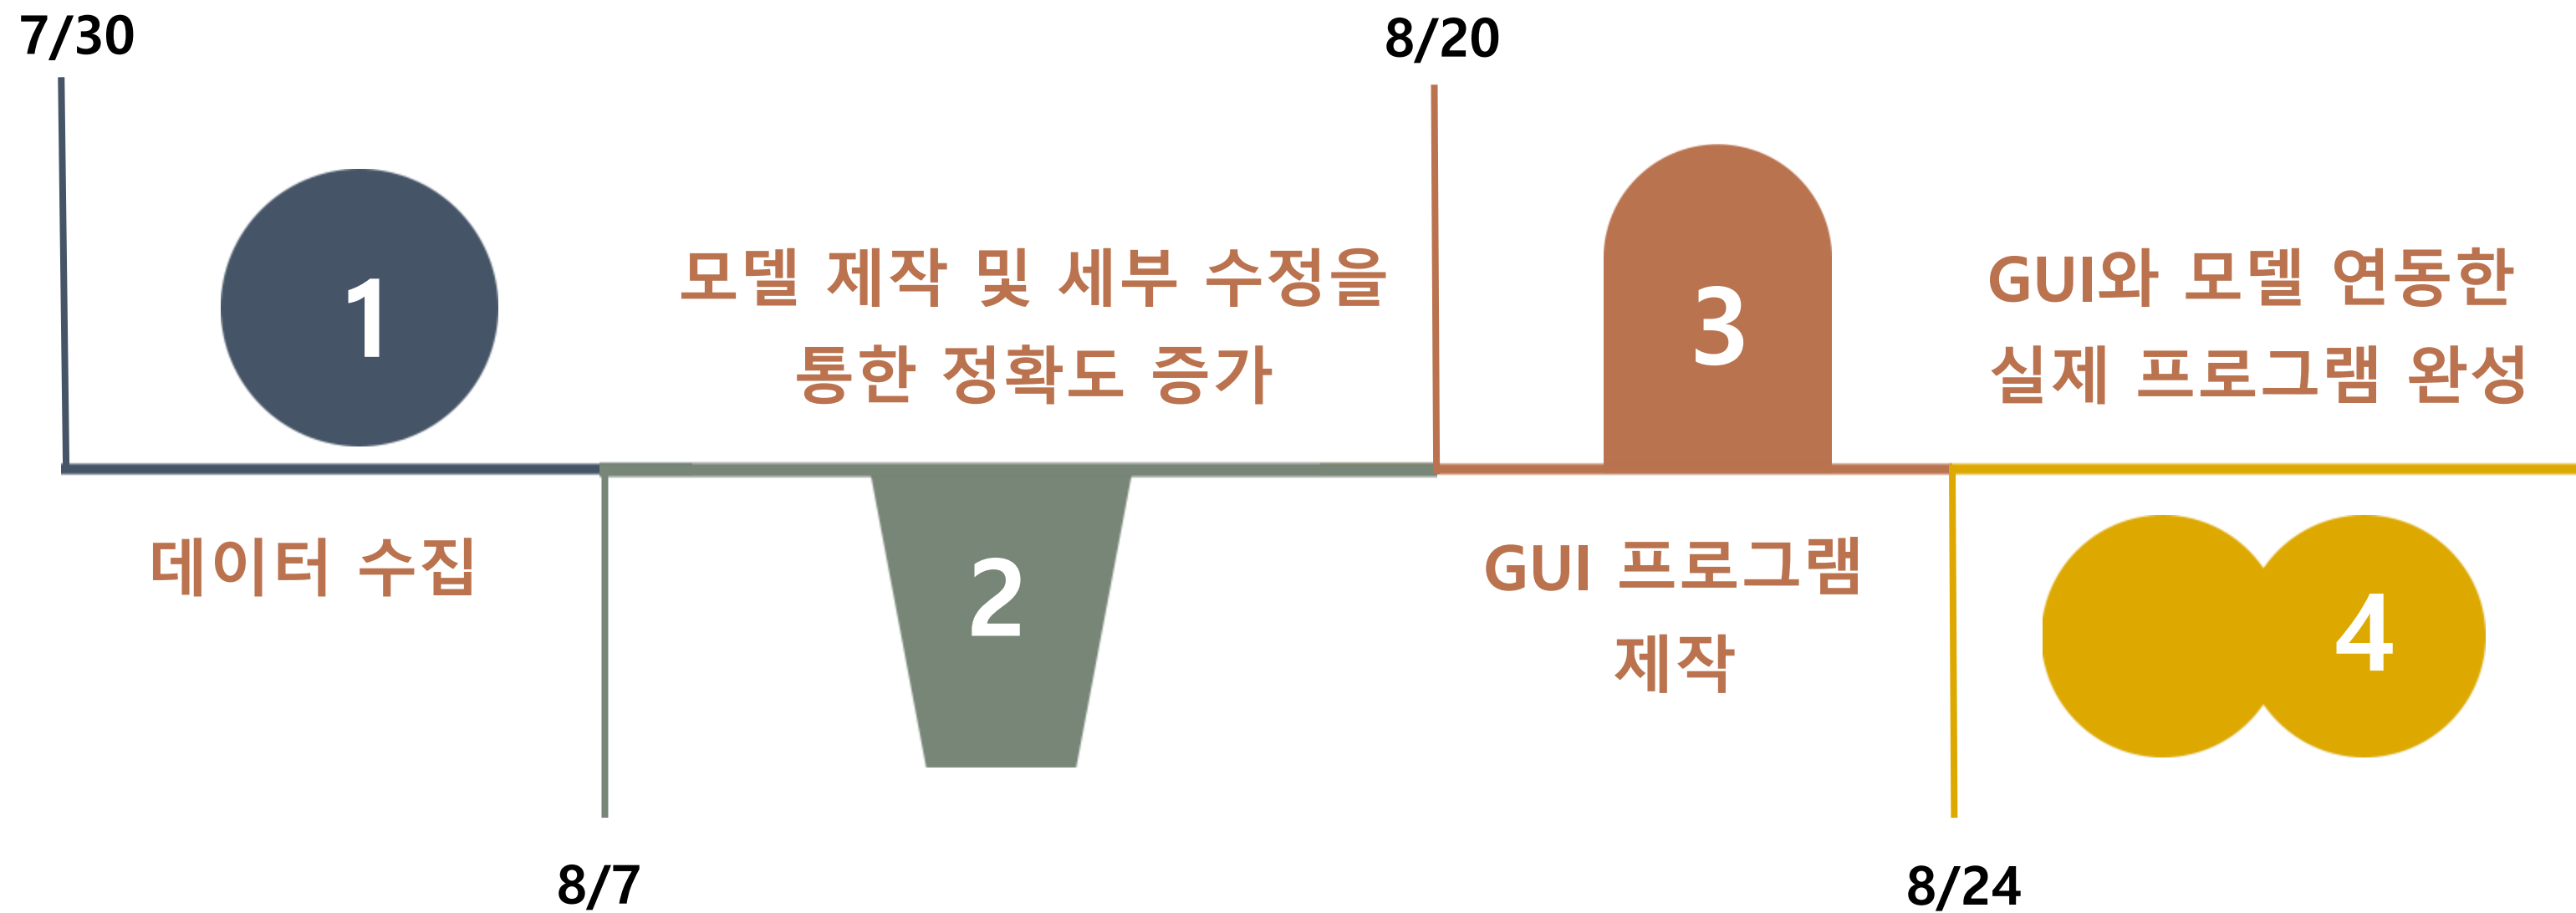 7/30
8/20
1
모델 제작 및 세부 수정을
통한 정확도 증가
3
GUI와 모델 연동한
실제 프로그램 완성
데이터 수집
2
GUI 프로그램
제작
4
8/7
8/24